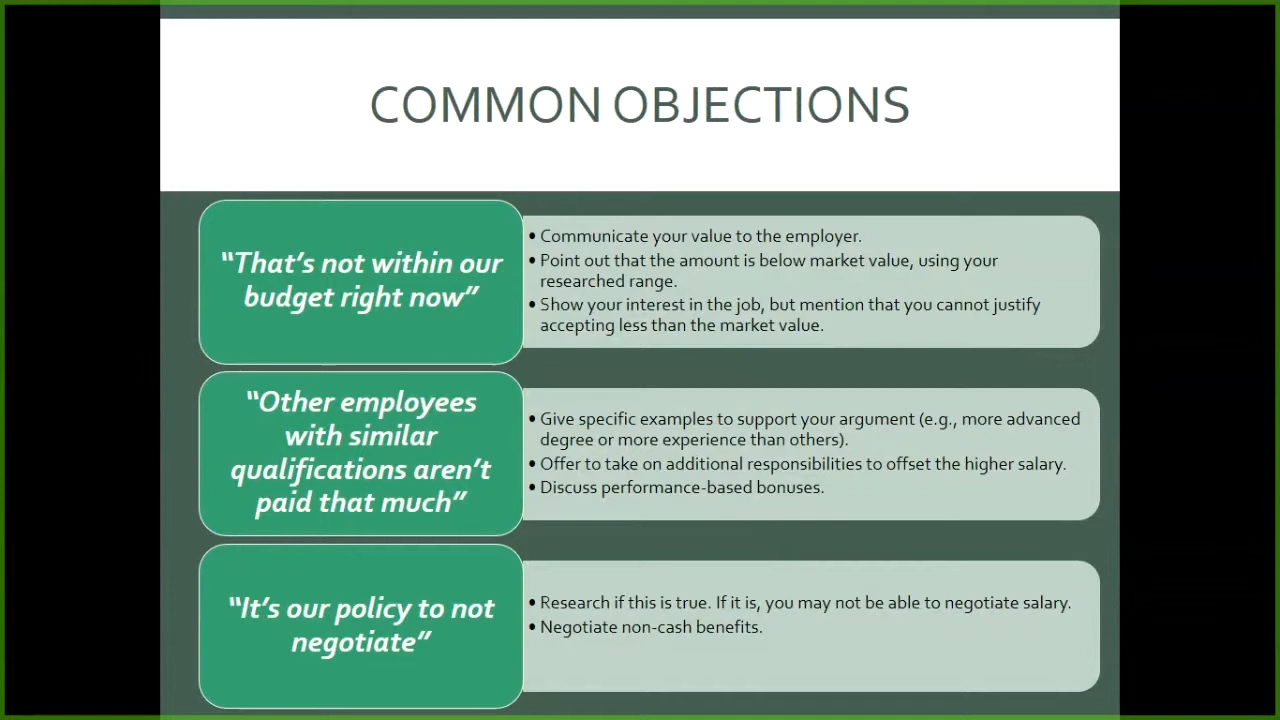 COMMON OBJECTIONS
“That’s not within our
budget right now”
• Communicate your value to the employer.
• Point out that the amount is below market value, using your
researched range.
• Show your interest in the job, but mention that you cannot justify
accepting less than the market value.
“Other employees
with similar
qualifications aren’t
paid that much”
• Give specific examples to support your argument (e.g., more advanced
degree or more experience than others).
• Offer to take on additional responsibilities to offset the higher salary.
• Discuss performance-based bonuses.
“It’s our policy to not
negotiate”
• Research if this is true. If it is, you may not be able to negotiate salary.
• Negotiate non-cash benefits.